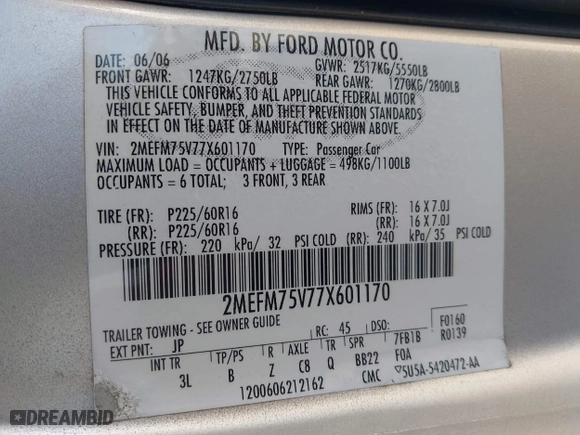 MFD. BY FORD MOTOR CO.
DATE: 06/06 GVWR: 2517KG/5550LB
FRONT GAWR: 1247KG/2750LB REAR GAWR: 1270KG/2800LB
THIS VEHICLE CONFORMS TO ALL APPLICABLE FEDERAL MOTOR
VEHICLE SAFETY, BUMPER, AND THEFT PREVENTION STANDARDS
IN EFFECT ON THE DATE OF MANUFACTURE SHOWN ABOVE.
VIN: 2MEFM75V77X601170 TYPE: Passenger Car
MAXIMUM LOAD = OCCUPANTS + LUGGAGE = 498KG/1100LB
OCCUPANTS = 6 TOTAL; 3 FRONT, 3 REAR
TIRE (FR): P225/60R16 RIMS (FR): 16 X 7.0J
(RR): P225/60R16 (RR): 16 X 7.0J
PRESSURE (FR): 220 kPa/ 32 PSI COLD (RR): 240 kPa/ 35 PSI COLD
2MEFM75V77X601170
TRAILER TOWING - SEE OWNER GUIDE
EXT PNT: JP RC: 45 DSO: F0160
INT TR TP/PS R AXLE TR SPR 7FB1B R0139
3L B Z C8 Q BB22 F0A
1200606212162 CMC 5U5A-5420472-AA
12DREAMBID
12DREAMBID.COM